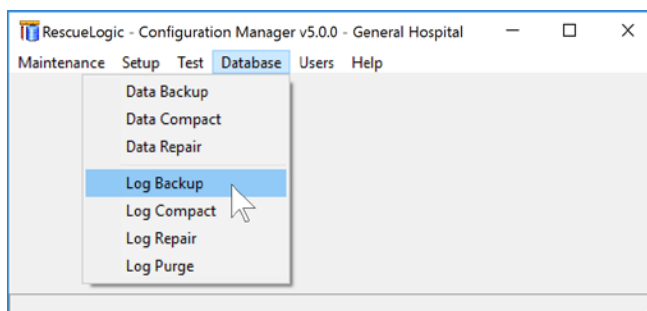 RescueLogic - Configuration Manager v5.0.0 - General Hospital
Maintenance Setup Test Database Users Help
Data Backup
Data Compact
Data Repair
Log Backup
Log Compact
Log Repair
Log Purge